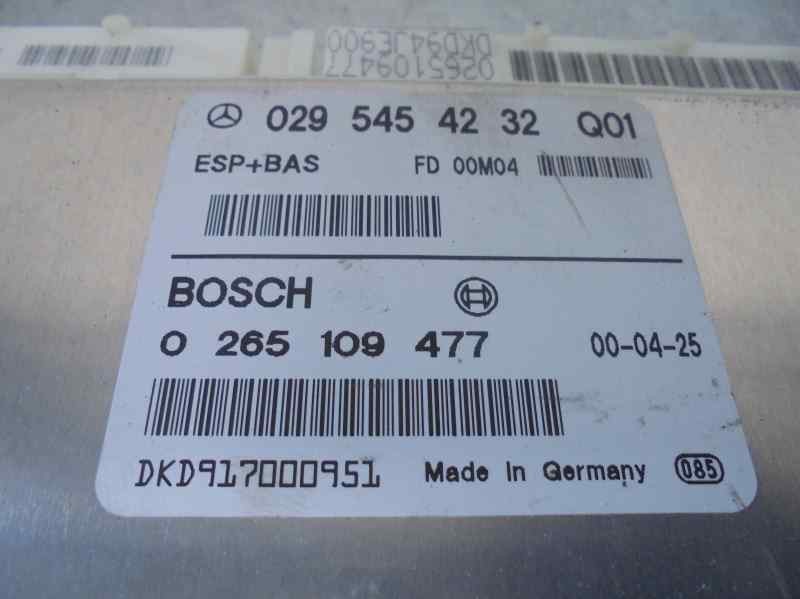 0265109477
DKD94JE900
029 545 42 32 Q01
ESP+BAS FD 00M04
BOSCH
0 265 109 477 00-04-25
DKD917000951 Made In Germany 085